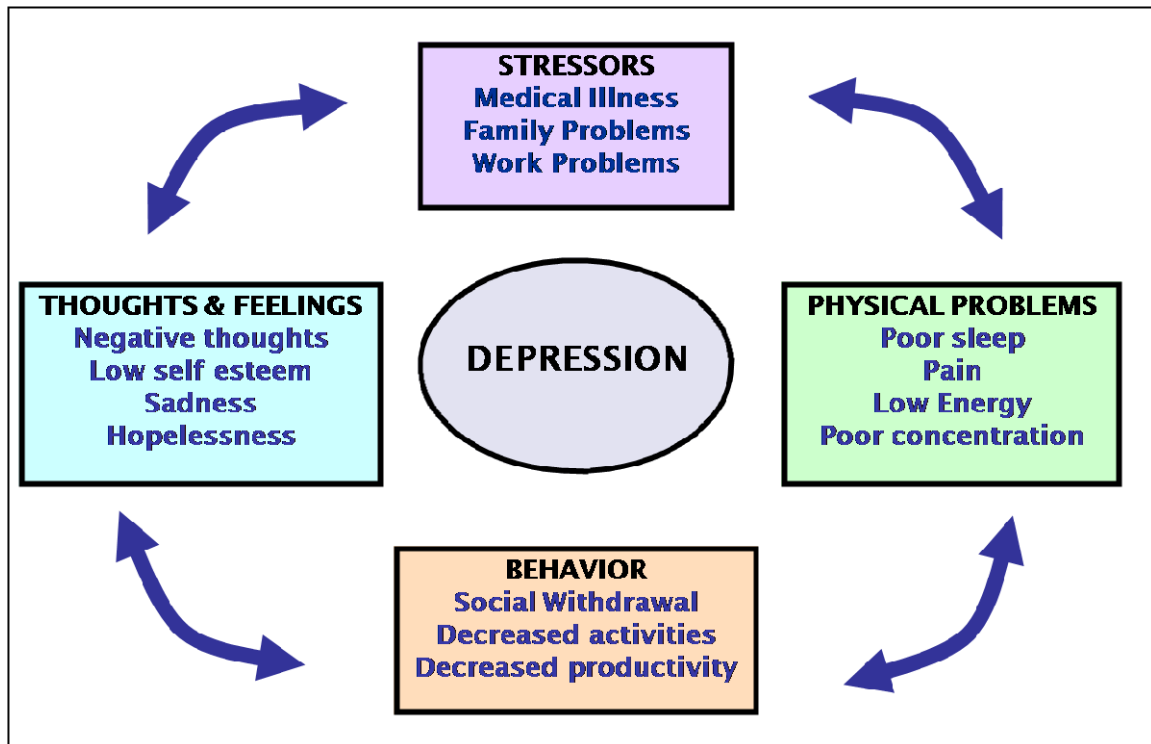 STRESSORS
Medical Illness
Family Problems
Work Problems
THOUGHTS & FEELINGS
Negative thoughts
Low self esteem
Sadness
Hopelessness
DEPRESSION
PHYSICAL PROBLEMS
Poor sleep
Pain
Low Energy
Poor concentration
BEHAVIOR
Social Withdrawal
Decreased activities
Decreased productivity